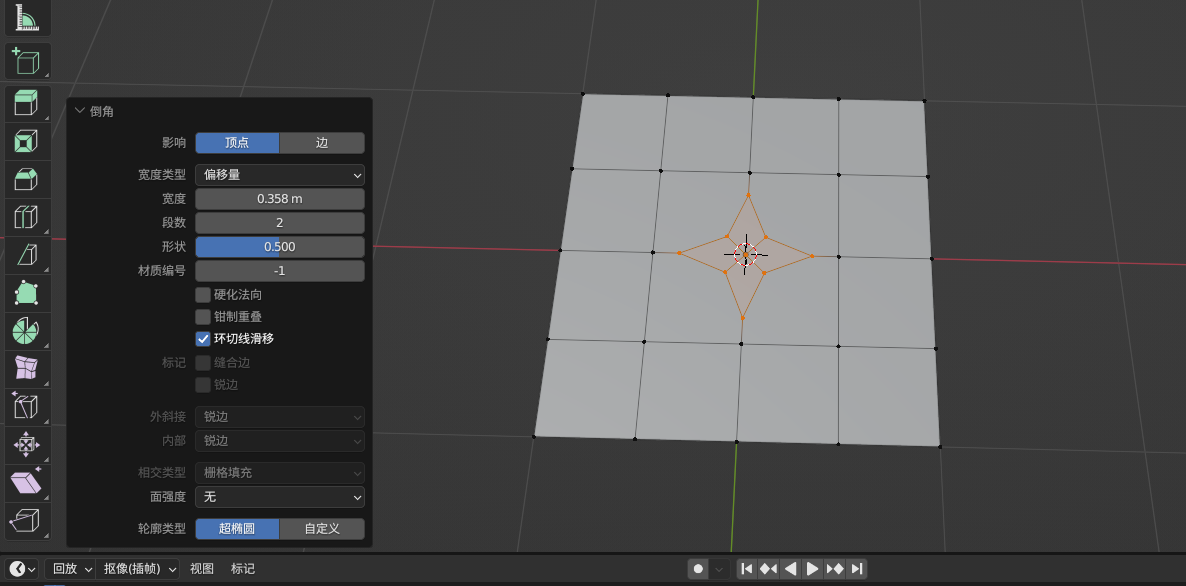 倒角
影响 顶点 边
宽度类型 偏移量
宽度 0.358 m
段数 2
形状 0.500
材质编号 -1
硬化法向
钳制重叠
环切线滑移
标记 缝合边
锐边
外斜接 锐边
内部 锐边
相交类型 栅格填充
面强度 无
轮廓类型 超椭圆 自定义
回放 抠像(插帧) 视图 标记